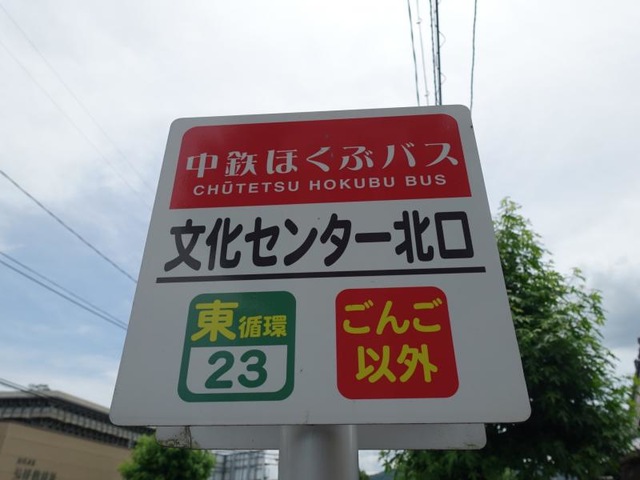 中鉄ほくぶバス
CHŪTETSU HOKUBU BUS
文化センター北口
東循環
23
ごんご
以外